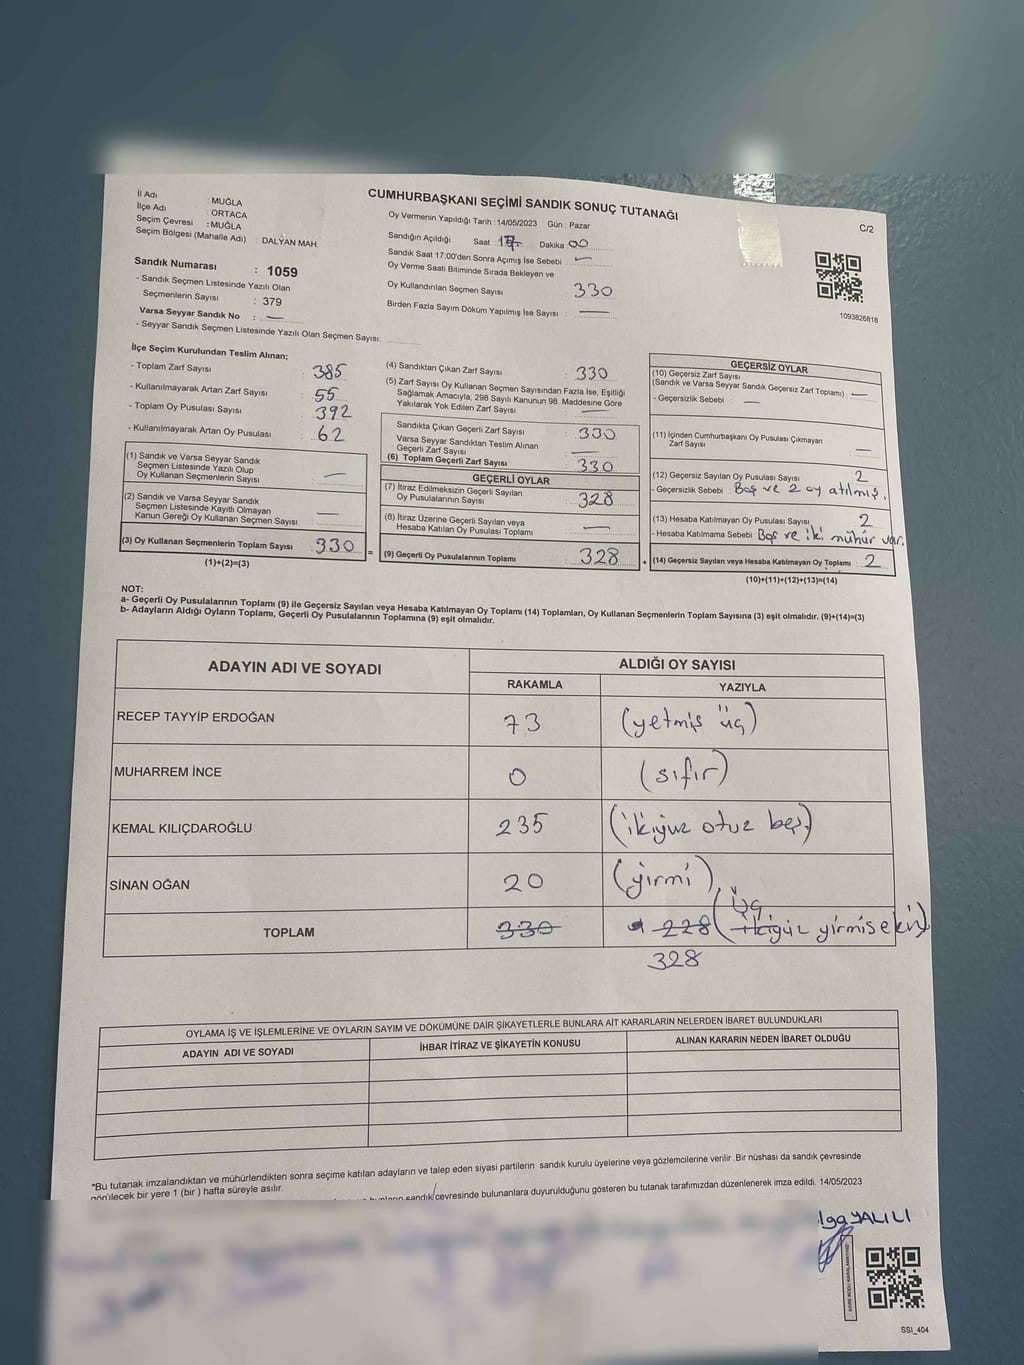 CUMHURBAŞKANI SEÇİMİ SANDIK SONUÇ TUTANAĞI
C/2
İl Adı : MUĞLA
İlçe Adı : ORTACA
Seçim Çevresi : MUĞLA
Seçim Bölgesi (Mahalle Adı) : DALYAN MAH.
Sandık Numarası : 1059
- Sandık Seçmen Listesinde Yazılı Olan
Seçmenlerin Sayısı : 379
Varsa Seyyar Sandık No : —
- Seyyar Sandık Seçmen Listesinde Yazılı Olan Seçmen Sayısı:
Oy Vermenin Yapıldığı Tarih : 14/05/2023 Gün : Pazar
Sandığın Açıldığı Saat 17 Dakika 00
Sandık Saat 17:00'den Sonra Açımış İse Sebebi : —
Oy Verme Saati Bitiminde Sırada Bekleyen ve
Oy Kullandırılan Seçmen Sayısı : 330
Birden Fazla Sayım Döküm Yapılmış İse Sayısı : —
1093826818
İlçe Seçim Kurulundan Teslim Alınan;
- Toplam Zarf Sayısı : 385
- Kullanılmayarak Artan Zarf Sayısı : 55
- Toplam Oy Pusulası Sayısı : 392
- Kullanılmayarak Artan Oy Pusulası : 62
(1) Sandık ve Varsa Seyyar Sandık
Seçmen Listesinde Yazılı Olup
Oy Kullanan Seçmenlerin Sayısı : —
(2) Sandık ve Varsa Seyyar Sandık
Seçmen Listesinde Kayıtlı Olmayan
Kanun Gereği Oy Kullanan Seçmen Sayısı : —
(3) Oy Kullanan Seçmenlerin Toplam Sayısı : 330
(1)+(2)=(3)
(4) Sandıktan Çıkan Zarf Sayısı : 330
(5) Zarf Sayısı Oy Kullanan Seçmen Sayısından Fazla İse, Eşitliği
Sağlamak Amacıyla, 298 Sayılı Kanunun 98. Maddesine Göre
Yakılarak Yok Edilen Zarf Sayısı : —
Sandıkta Çıkan Geçerli Zarf Sayısı : 330
Varsa Seyyar Sandıktan Teslim Alınan
Geçerli Zarf Sayısı : —
(6) Toplam Geçerli Zarf Sayısı : 330
GEÇERLİ OYLAR
(7) İtiraz Edilmeksizin Geçerli Sayılan
Oy Pusulalarının Sayısı : 328
(8) İtiraz Üzerine Geçerli Sayılan veya
Hesaba Katılan Oy Pusulası Toplamı : —
= (9) Geçerli Oy Pusulalarının Toplamı : 328
GEÇERSİZ OYLAR
(10) Geçersiz Zarf Sayısı
(Sandık ve Varsa Seyyar Sandık Geçersiz Zarf Toplamı) : —
- Geçersizlik Sebebi : —
(11) İçinden Cumhurbaşkanı Oy Pusulası Çıkmayan
Zarf Sayısı : —
(12) Geçersiz Sayılan Oy Pusulası Sayısı : 2
- Geçersizlik Sebebi : Boş ve 2 oy atılmış.
(13) Hesaba Katılmayan Oy Pusulası Sayısı : 2
- Hesaba Katılmama Sebebi : Boş ve iki mühür var.
+ (14) Geçersiz Sayılan veya Hesaba Katılmayan Oy Toplamı : 2
(10)+(11)+(12)+(13)=(14)
NOT:
a- Geçerli Oy Pusulalarının Toplamı (9) ile Geçersiz Sayılan veya Hesaba Katılmayan Oy Toplamı (14) Toplamları, Oy Kullanan Seçmenlerin Toplam Sayısına (3) eşit olmalıdır. (9)+(14)=(3)
b- Adayların Aldığı Oyların Toplamı, Geçerli Oy Pusulalarının Toplamına (9) eşit olmalıdır.
ADAYIN ADI VE SOYADI ALDIĞI OY SAYISI
RAKAMLA YAZIYLA
RECEP TAYYİP ERDOĞAN 73 (yetmiş üç)
MUHARREM İNCE 0 (sıfır)
KEMAL KILIÇDAROĞLU 235 (ikiyüz otuz beş)
SİNAN OĞAN 20 (yirmi)
Üç
TOPLAM 330 228 (ikiyüz yirmisekiz)
328
OYLAMA İŞ VE İŞLEMLERİNE VE OYLARIN SAYIM VE DÖKÜMÜNE DAİR ŞİKAYETLERLE BUNLARA AİT KARARLARIN NELERDEN İBARET BULUNDUKLARI
ADAYIN ADI VE SOYADI İHBAR İTİRAZ VE ŞİKAYETİN KONUSU ALINAN KARARIN NEDEN İBARET OLDUĞU
*Bu tutanak imzalandıktan ve mühürlendikten sonra seçime katılan adayların ve talep eden siyasi partilerin sandık kurulu üyelerine veya gözlemcilerine verilir .Bir nüshası da sandık çevresinde
görülecek bir yere 1 (bir ) hafta süreyle asılır.
sandık çevresinde bulunanlara duyurulduğunu gösteren bu tutanak tarafımızdan düzenlenerek imza edildi. 14/05/2023
lga YALILI
SSI_404